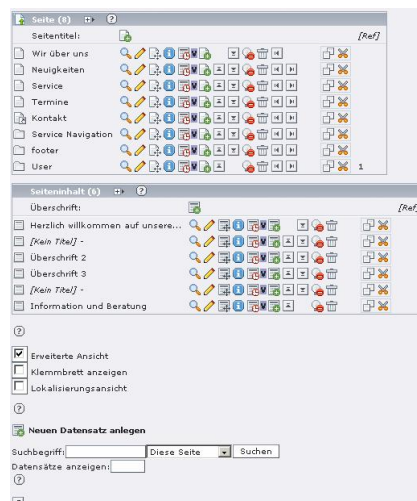 Seite (8)
Seitentitel: [Ref]
Wir über uns
Neuigkeiten
Service
Termine
Kontakt
Service Navigation
footer
User 1
Seiteninhalt (6)
Überschrift: [Ref]
Herzlich willkommen auf unsere...
[Kein Titel] -
Überschrift 2
Überschrift 3
[Kein Titel] -
Information und Beratung
Erweiterte Ansicht
Klemmbrett anzeigen
Lokalisierungsansicht
Neuen Datensatz anlegen
Suchbegriff: Diese Seite Suchen
Datensätze anzeigen: